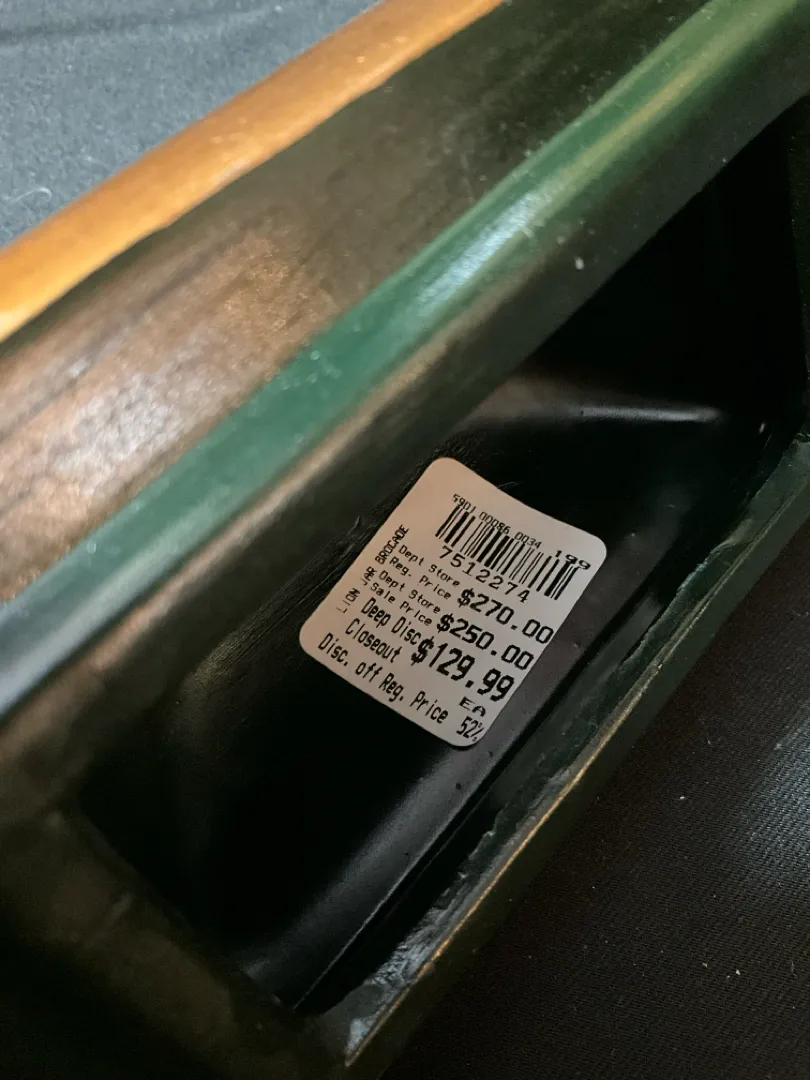 5901 00086 0034 199
7512274
Dept Store
Reg. Price $270.00
Dept Store
Sale Price $250.00
Deep Disc
Closeout $129.99
EA
Disc. off Reg. Price 52%
BROCADE